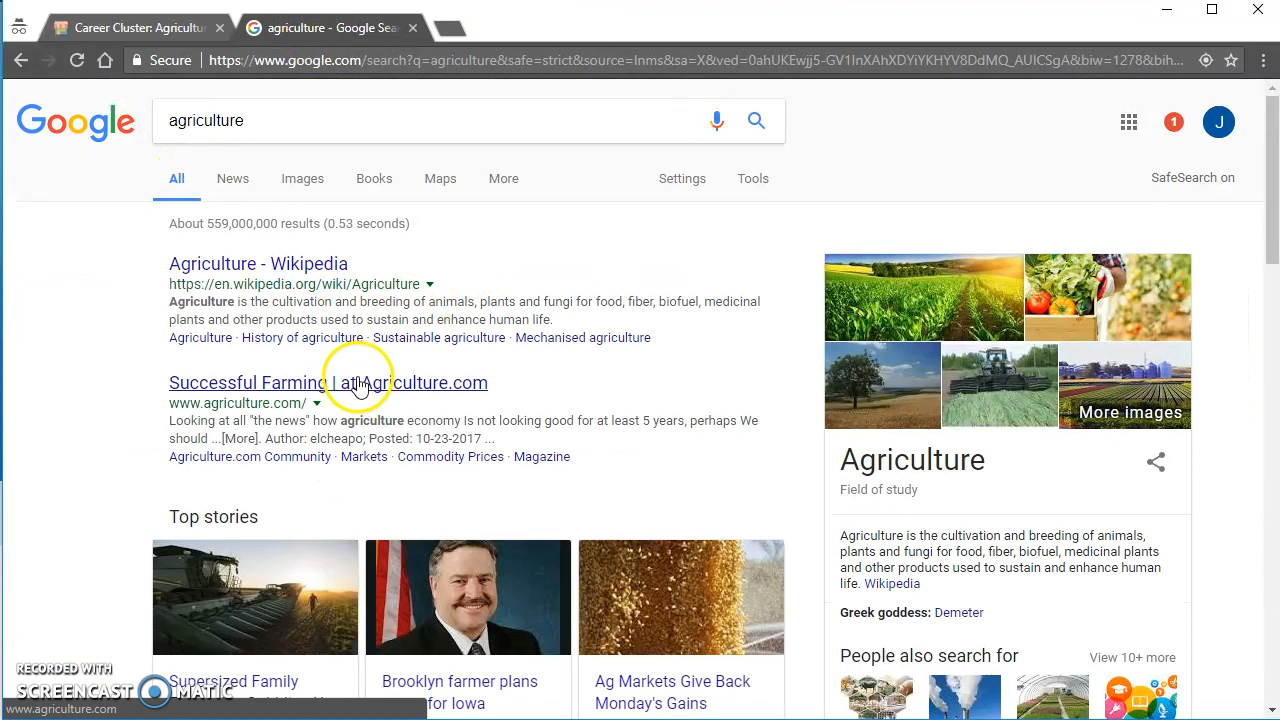 Career Cluster: Agricultu
agriculture - Google Sea
Secure
https://www.google.com/search?q=agriculture&safe=strict&source=lnms&sa=X&ved=0ahUKEwjj5-GV1InXAhXDYiYKHYV8DdMQ_AUICSgA&biw=1278&bih...
Google
agriculture
1
J
All News Images Books Maps More Settings Tools
SafeSearch on
About 559,000,000 results (0.53 seconds)
Agriculture - Wikipedia
https://en.wikipedia.org/wiki/Agriculture
Agriculture is the cultivation and breeding of animals, plants and fungi for food, fiber, biofuel, medicinal
plants and other products used to sustain and enhance human life.
Agriculture · History of agriculture · Sustainable agriculture · Mechanised agriculture
Successful Farming | at Agriculture.com
www.agriculture.com/
Looking at all "the news" how agriculture economy Is not looking good for at least 5 years, perhaps We
should ...[More]. Author: elcheapo; Posted: 10-23-2017 ...
Agriculture.com Community · Markets · Commodity Prices · Magazine
Top stories
Supersized Family
Brooklyn farmer plans
for Iowa
Ag Markets Give Back
Monday's Gains
More images
Agriculture
Field of study
Agriculture is the cultivation and breeding of animals,
plants and fungi for food, fiber, biofuel, medicinal plants
and other products used to sustain and enhance human
life. Wikipedia
Greek goddess: Demeter
People also search for
View 10+ more
RECORDED WITH
SCREENCAST MATIC
www.agriculture.com